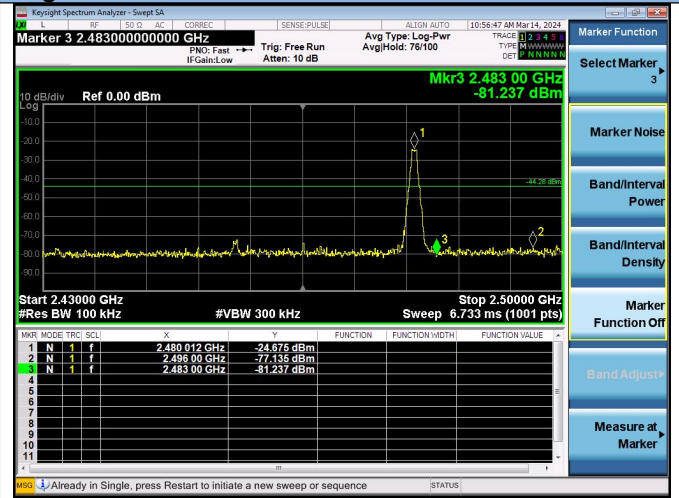 Keysight Spectrum Analyzer - Swept SA
L RF 50 Ω AC CORREC SENSE:PULSE ALIGN AUTO 10:56:47 AM Mar 14, 2024
Marker 3 2.483000000000 GHz
PNO: Fast
IFGain:Low
Trig: Free Run
Atten: 10 dB
Avg Type: Log-Pwr
Avg|Hold: 76/100
TRACE 1 2 3 4 5 6
TYPE M W W W W W
DET P N N N N N
Mkr3 2.483 00 GHz
-81.237 dBm
10 dB/div Ref 0.00 dBm
Log
-10.0
-20.0
-30.0
-40.0
-50.0
-60.0
-70.0
-80.0
-90.0
1
-44.28 dBm
2
3
Start 2.43000 GHz Stop 2.50000 GHz
#Res BW 100 kHz #VBW 300 kHz Sweep 6.733 ms (1001 pts)
MKR MODE TRC SCL X Y FUNCTION FUNCTION WIDTH FUNCTION VALUE
1 N 1 f 2.480 012 GHz -24.675 dBm
2 N 1 f 2.496 00 GHz -77.135 dBm
3 N 1 f 2.483 00 GHz -81.237 dBm
4
5
6
7
8
9
10
11
MSG Already in Single, press Restart to initiate a new sweep or sequence STATUS
Marker Function
Select Marker
3
Marker Noise
Band/Interval
Power
Band/Interval
Density
Marker
Function Off
Band Adjust
Measure at
Marker